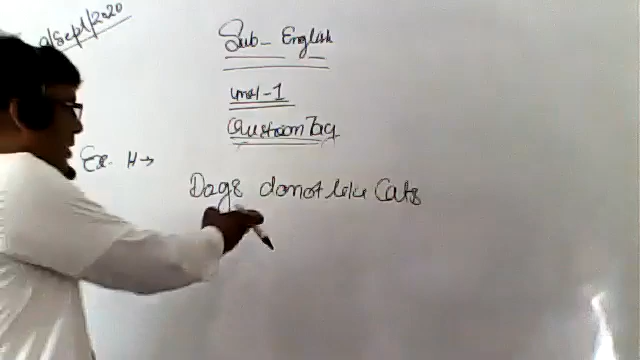 /Sept/2020
Sub- English
Unit-1
Question Tag
Ex. H →
Dogs donot like Cats